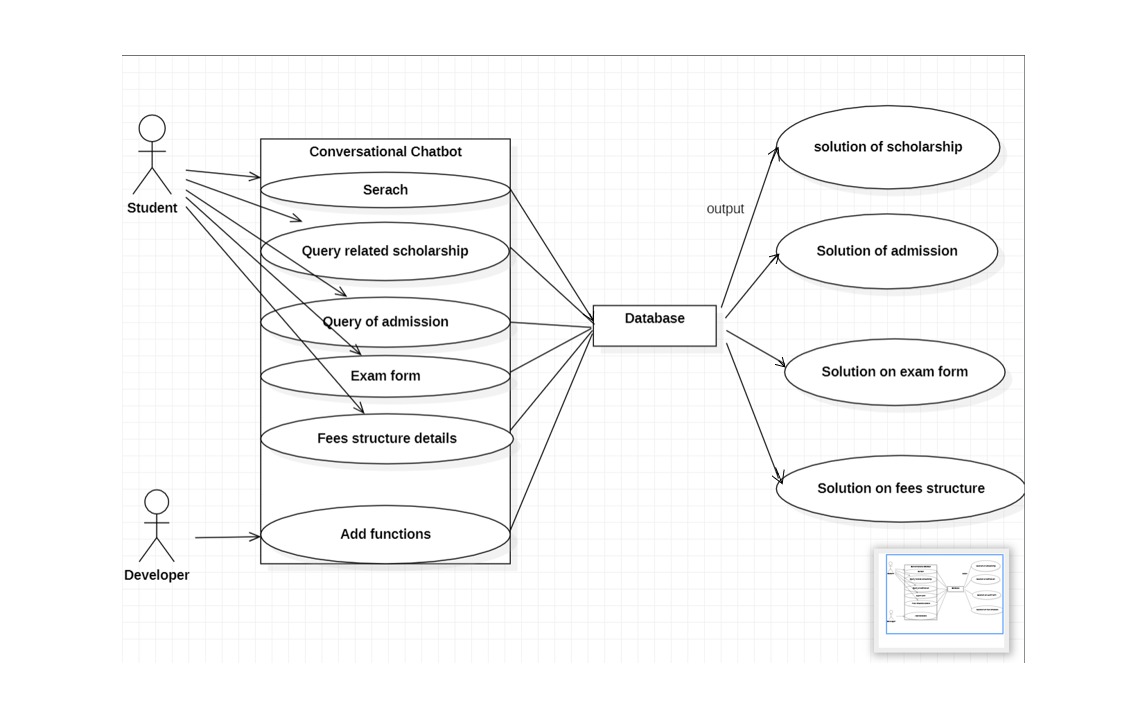 Student
Conversational Chatbot
Serach
Query related scholarship
Query of admission
Exam form
Fees structure details
Add functions
Developer
Database
output
solution of scholarship
Solution of admission
Solution on exam form
Solution on fees structure